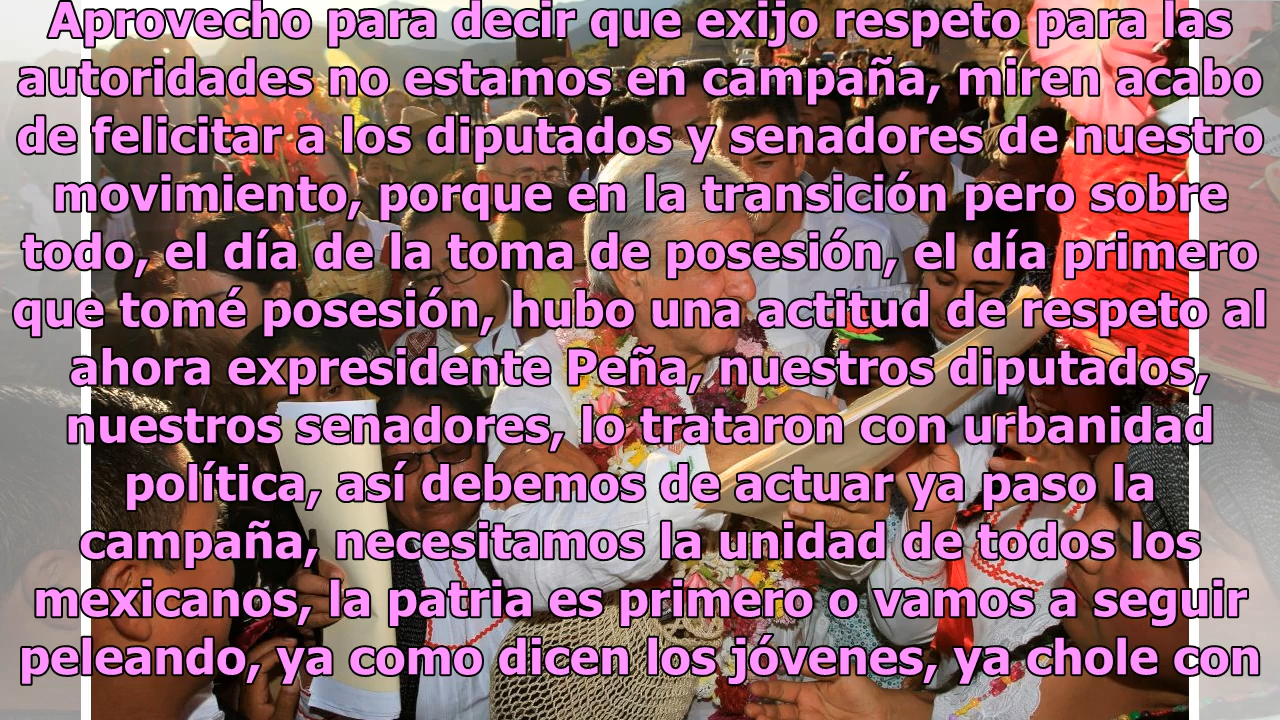 Aprovecho para decir que exijo respeto para las
autoridades no estamos en campaña, miren acabo
de felicitar a los diputados y senadores de nuestro
movimiento, porque en la transición pero sobre
todo, el día de la toma de posesión, el día primero
que tomé posesión, hubo una actitud de respeto al
ahora expresidente Peña, nuestros diputados,
nuestros senadores, lo trataron con urbanidad
política, así debemos de actuar ya paso la
campaña, necesitamos la unidad de todos los
mexicanos, la patria es primero o vamos a seguir
peleando, ya como dicen los jóvenes, ya chole con